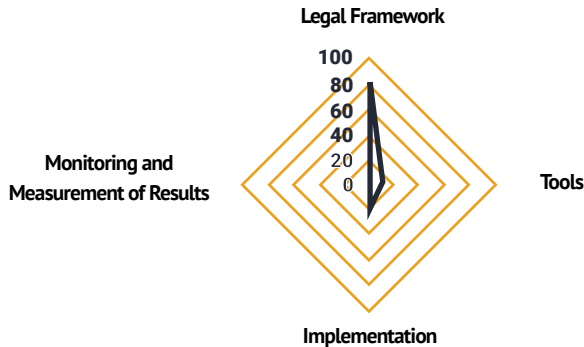 Legal Framework
100
80
60
40
20
0
Monitoring and
Measurement of Results
Tools
Implementation